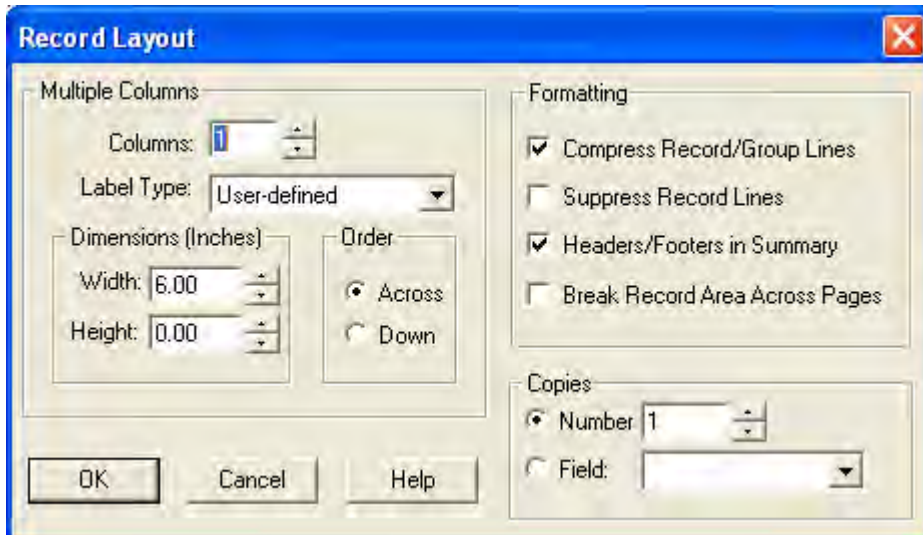 Record Layout
Multiple Columns
Columns: 1
Label Type: User-defined
Dimensions (Inches)
Width: 6.00
Height: 0.00
Order
Across
Down
Formatting
Compress Record/Group Lines
Suppress Record Lines
Headers/Footers in Summary
Break Record Area Across Pages
Copies
Number 1
Field:
OK
Cancel
Help